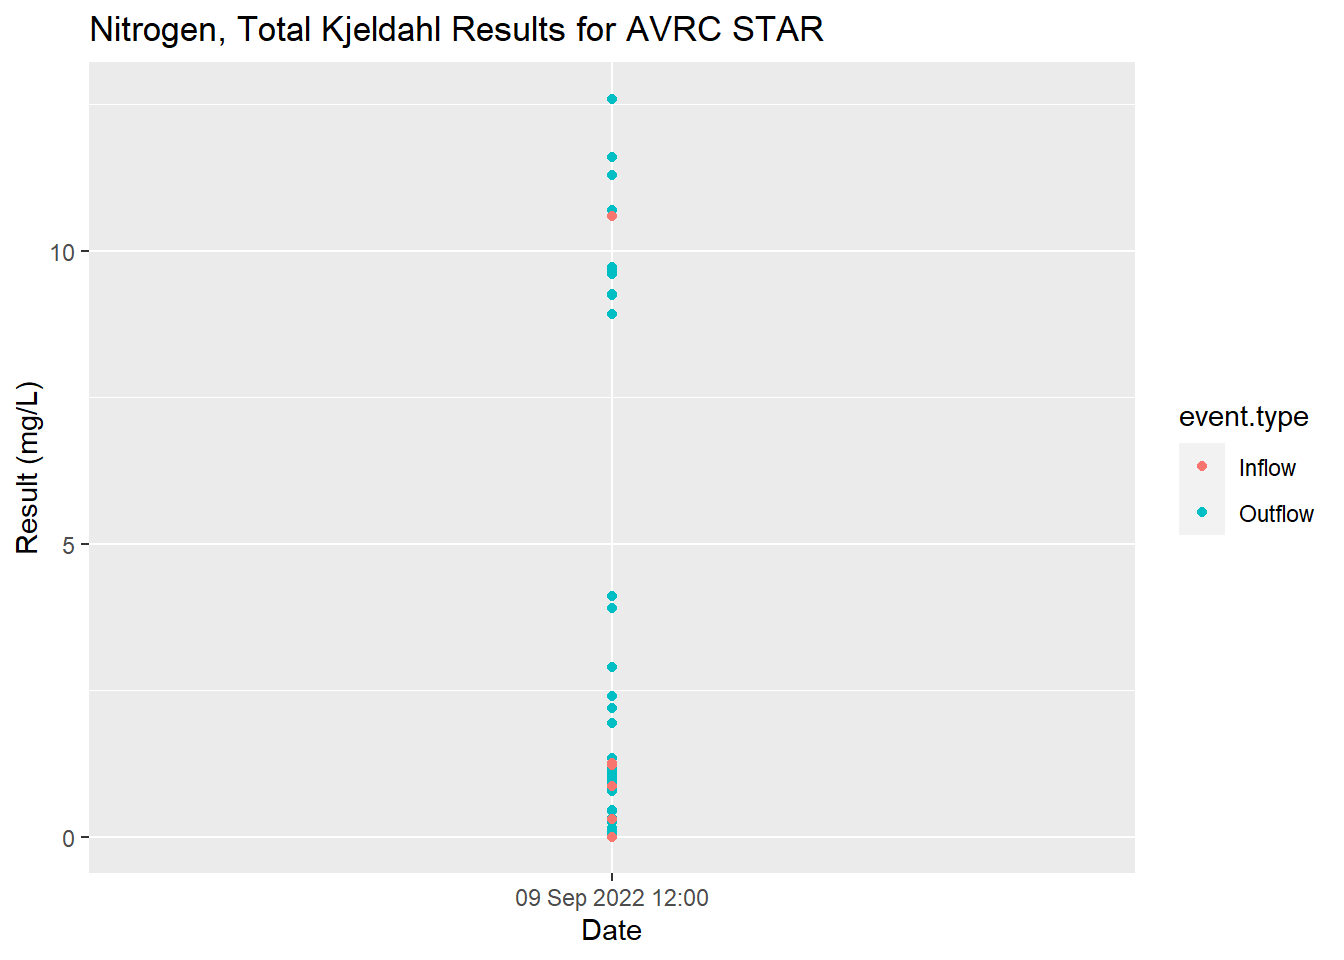 Nitrogen, Total Kjeldahl Results for AVRC STAR
10
5
0
Result (mg/L)
09 Sep 2022 12:00
Date
event.type
Inflow
Outflow